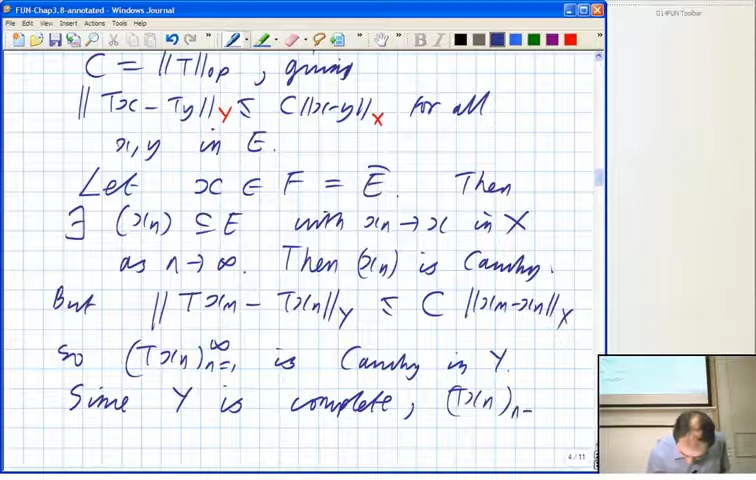 FUN-Chap3.8-annotated - Windows Journal
G14FUN Toolbar
File Edit View Insert Actions Tools Help
B I
C = ||T||op, giving
|| Tx - Ty ||Y ≤ C||x-y||X for all
x, y in E.
Let x ∈ F = E̅. Then
∃ (xn) ⊆ E with xn → x in X
as n → ∞. Then (xn) is Cauchy.
But || Txm - Txn ||Y ≤ C ||xm-xn||X
So (Txn)∞n=1 is Cauchy in Y.
Since Y is complete, (Txn)n-
4 / 11